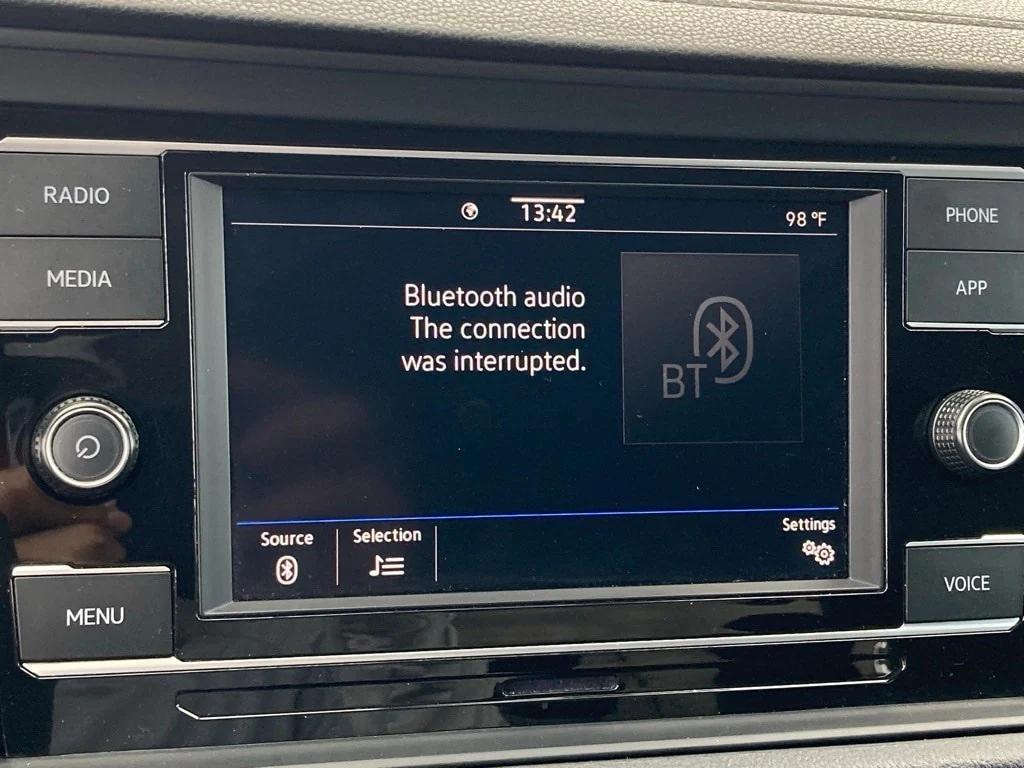 RADIO
MEDIA
MENU
13:42
98 °F
Bluetooth audio
The connection
was interrupted.
BT
Source
Selection
Settings
PHONE
APP
VOICE